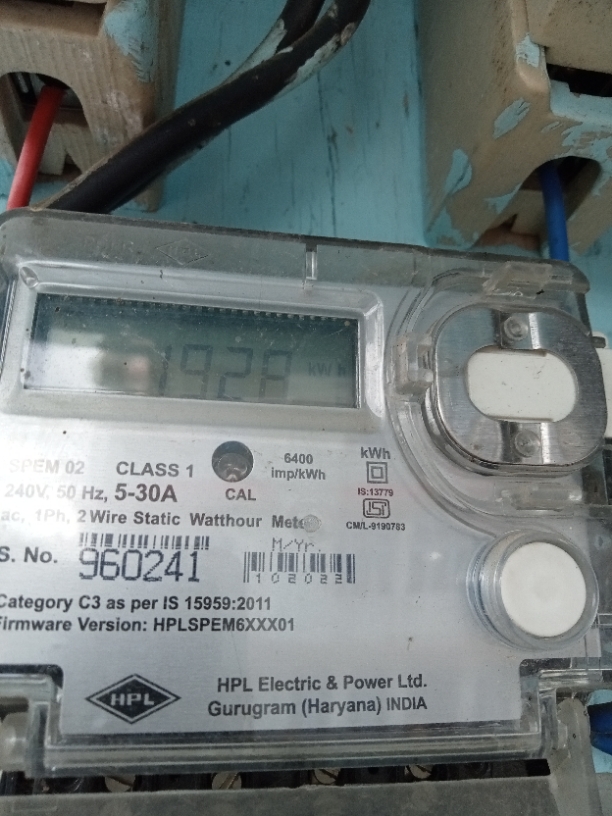 1928 kWh
SPEM 02 CLASS 1
6400
imp/kWh
kWh
240V, 50 Hz, 5-30A
CAL
IS:13779
ISI
CM/L-9190783
ac, 1Ph, 2 Wire Static Watthour Meter
S. No. 960241
M/Yr.
102022
Category C3 as per IS 15959:2011
Firmware Version: HPLSPEM6XXX01
HPL
HPL Electric & Power Ltd.
Gurugram (Haryana) INDIA